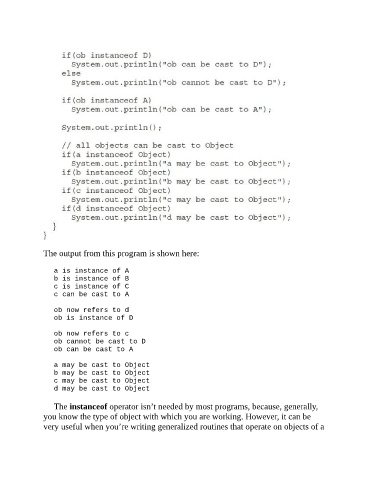 if(ob instanceof D)
System.out.println("ob can be cast to D");
else
System.out.println("ob cannot be cast to D");
if(ob instanceof A)
System.out.println("ob can be cast to A");
System.out.println();
// all objects can be cast to Object
if(a instanceof Object)
System.out.println("a may be cast to Object");
if(b instanceof Object)
System.out.println("b may be cast to Object");
if(c instanceof Object)
System.out.println("c may be cast to Object");
if(d instanceof Object)
System.out.println("d may be cast to Object");
}
}
The output from this program is shown here:
a is instance of A
b is instance of B
c is instance of C
c can be cast to A
ob now refers to d
ob is instance of D
ob now refers to c
ob cannot be cast to D
ob can be cast to A
a may be cast to Object
b may be cast to Object
c may be cast to Object
d may be cast to Object
The instanceof operator isn’t needed by most programs, because, generally,
you know the type of object with which you are working. However, it can be
very useful when you’re writing generalized routines that operate on objects of a